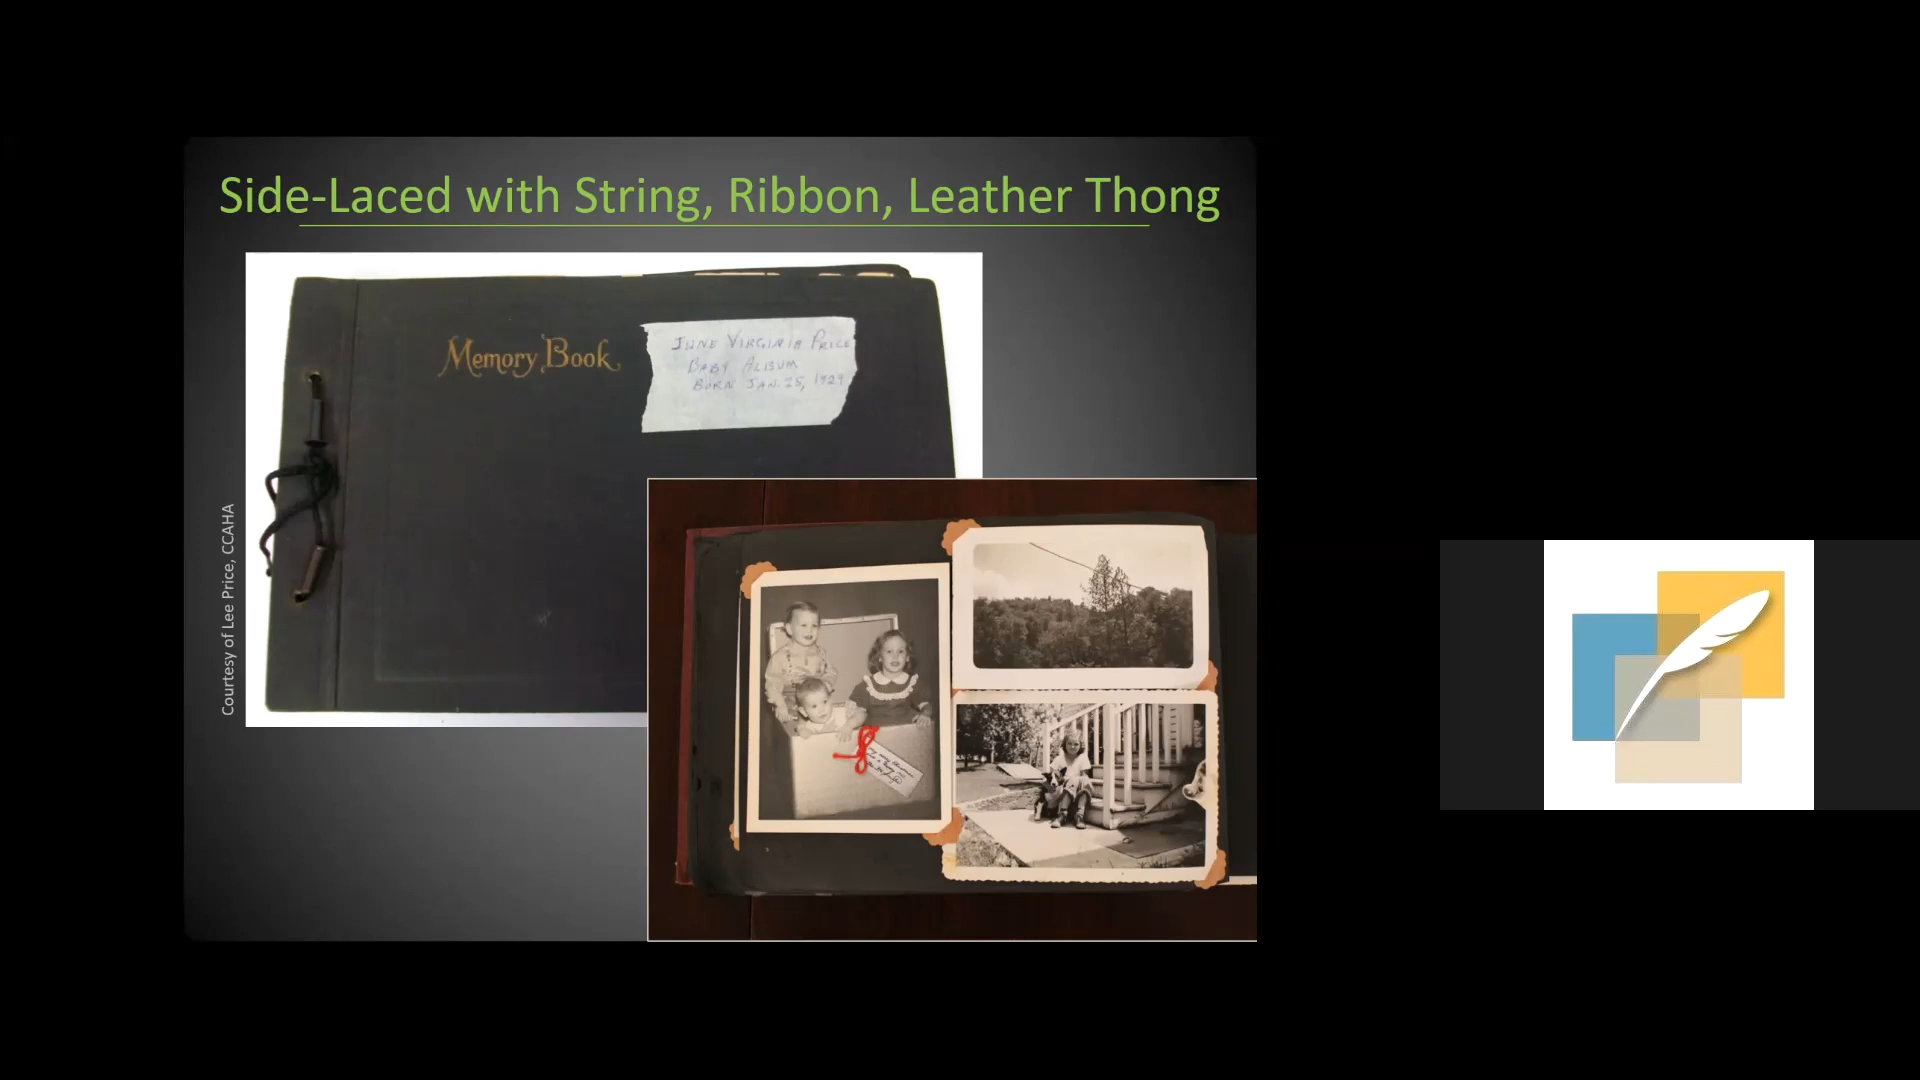 Side-Laced with String, Ribbon, Leather Thong
Memory Book
JUNE VIRGINIA PRICE
BABY ALBUM
BORN JAN. 25, 1929
Courtesy of Lee Price, CCAHA